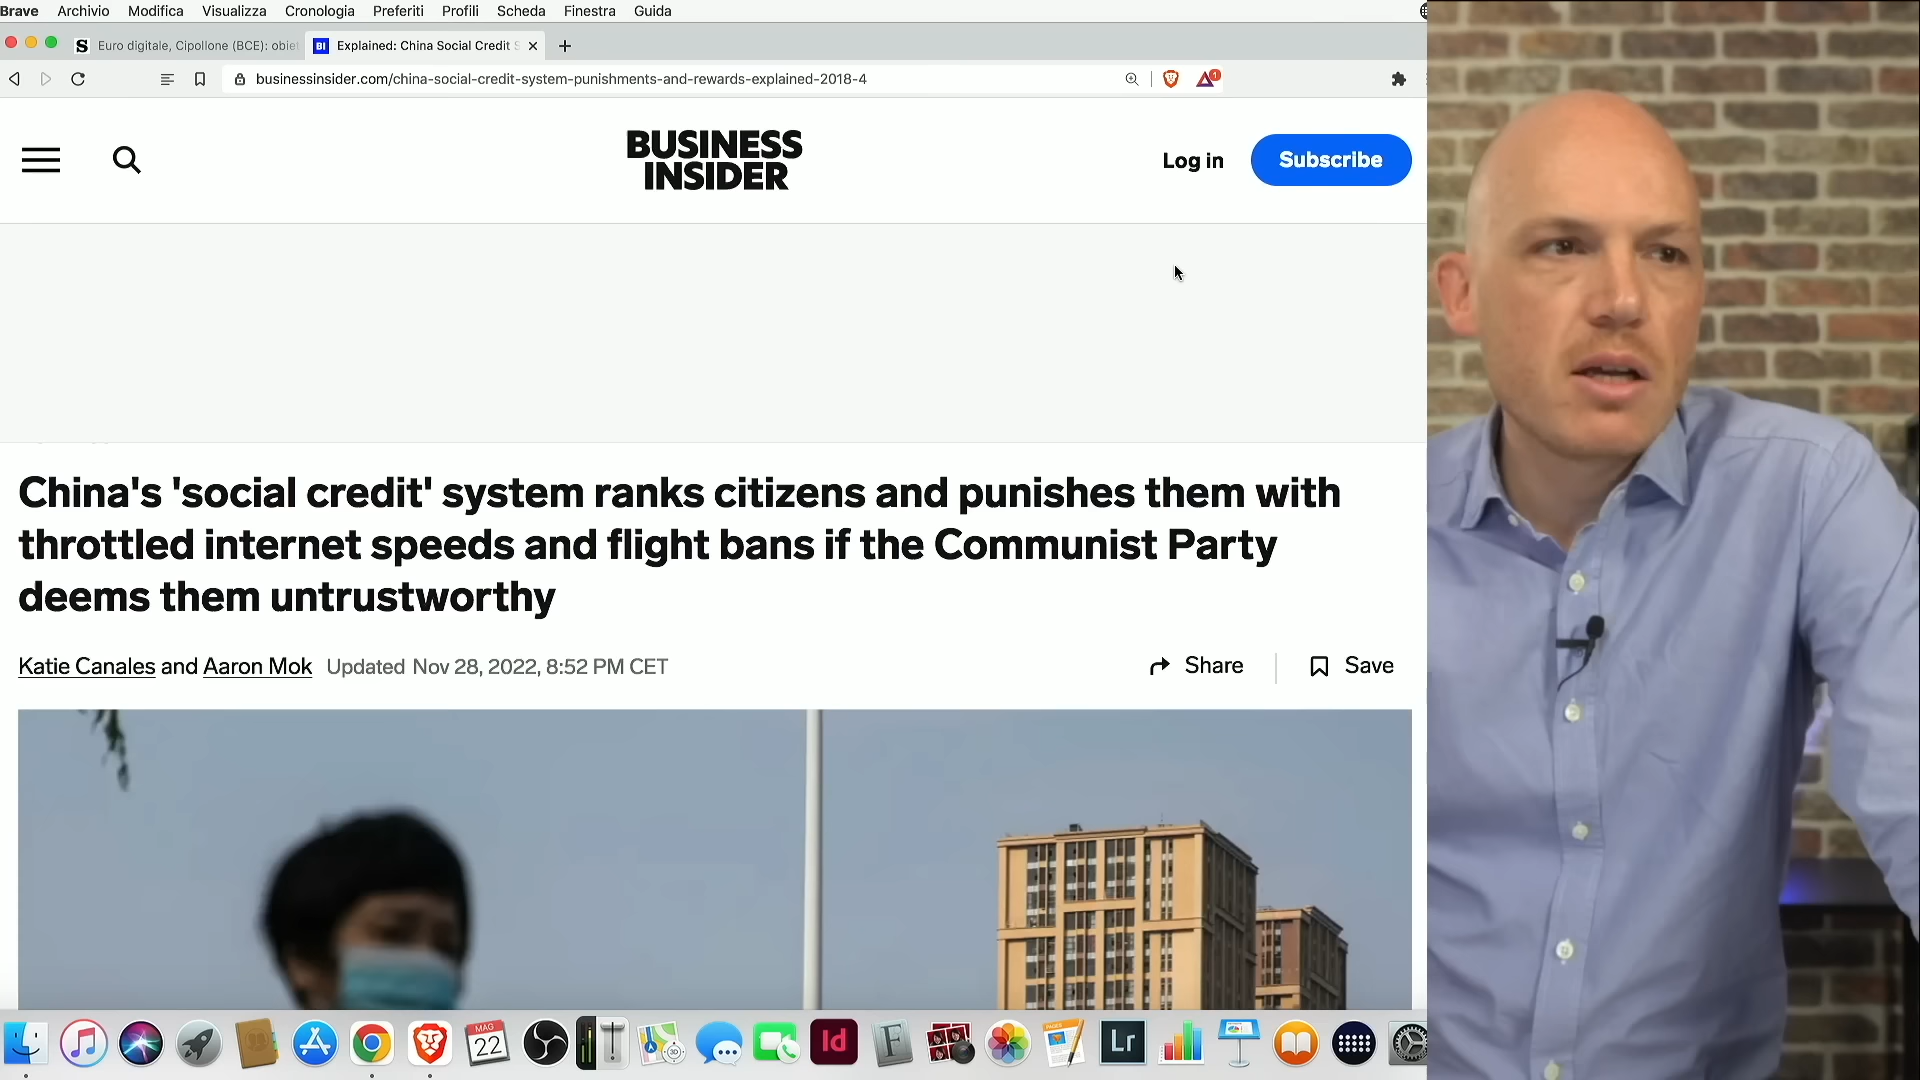 Brave Archivio Modifica Visualizza Cronologia Preferiti Profili Scheda Finestra Guida
S Euro digitale, Cipollone (BCE): obie
BI Explained: China Social Credit S
businessinsider.com/china-social-credit-system-punishments-and-rewards-explained-2018-4
1
BUSINESS
INSIDER
Log in
Subscribe
China's 'social credit' system ranks citizens and punishes them with
throttled internet speeds and flight bans if the Communist Party
deems them untrustworthy
Katie Canales and Aaron Mok Updated Nov 28, 2022, 8:52 PM CET
Share
Save
MAG
22
3D
Id
F
PAGES
Lr